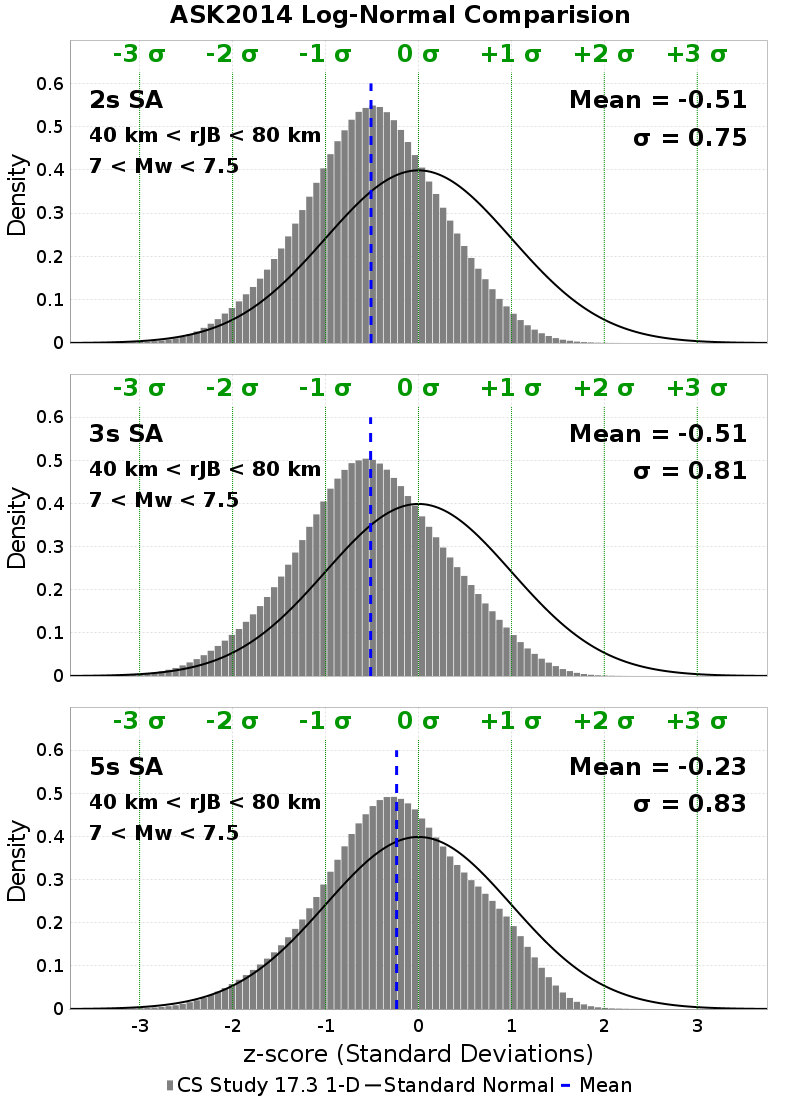 ASK2014 Log-Normal Comparision
-3 σ -2 σ -1 σ 0 σ +1 σ +2 σ +3 σ
2s SA Mean = -0.51
40 km < rJB < 80 km σ = 0.75
7 < Mw < 7.5
Density
0.6
0.5
0.4
0.3
0.2
0.1
0
-3 σ -2 σ -1 σ 0 σ +1 σ +2 σ +3 σ
3s SA Mean = -0.51
40 km < rJB < 80 km σ = 0.81
7 < Mw < 7.5
Density
0.6
0.5
0.4
0.3
0.2
0.1
0
-3 σ -2 σ -1 σ 0 σ +1 σ +2 σ +3 σ
5s SA Mean = -0.23
40 km < rJB < 80 km σ = 0.83
7 < Mw < 7.5
Density
0.6
0.5
0.4
0.3
0.2
0.1
0
-3 -2 -1 0 1 2 3
z-score (Standard Deviations)
CS Study 17.3 1-D Standard Normal Mean